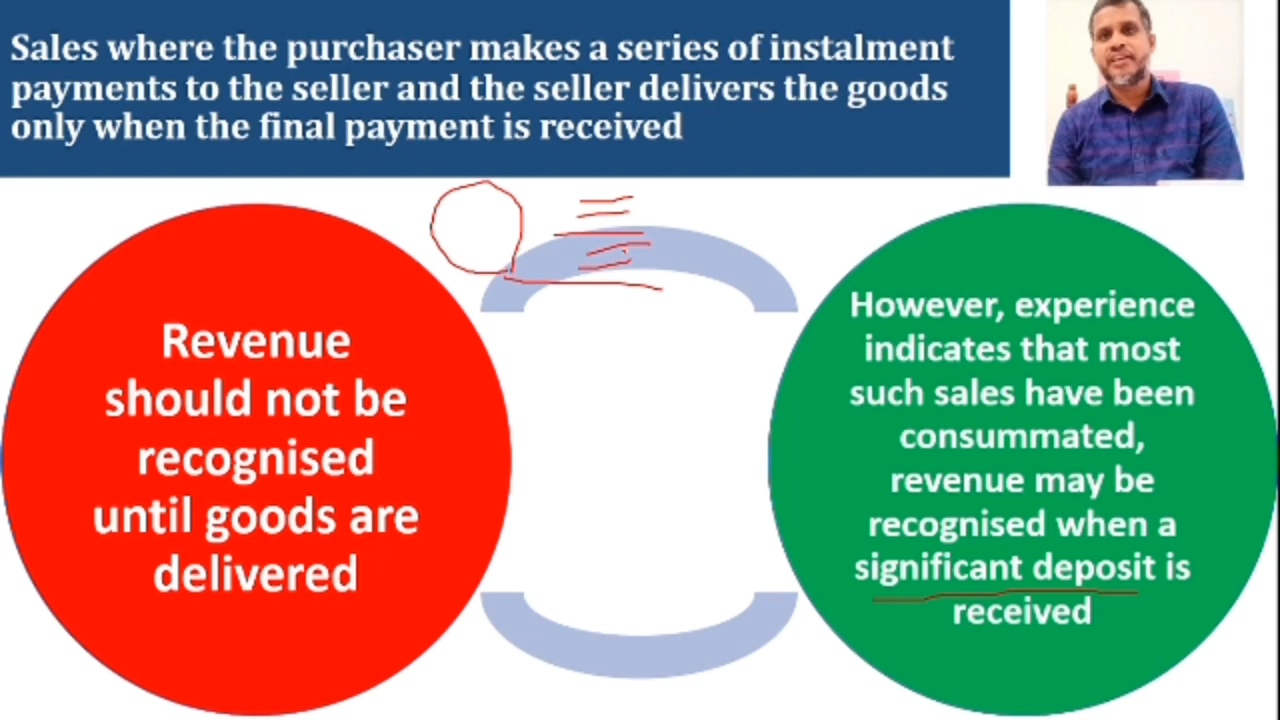 Sales where the purchaser makes a series of instalment
payments to the seller and the seller delivers the goods
only when the final payment is received
Revenue
should not be
recognised
until goods are
delivered
However, experience
indicates that most
such sales have been
consummated,
revenue may be
recognised when a
significant deposit is
received